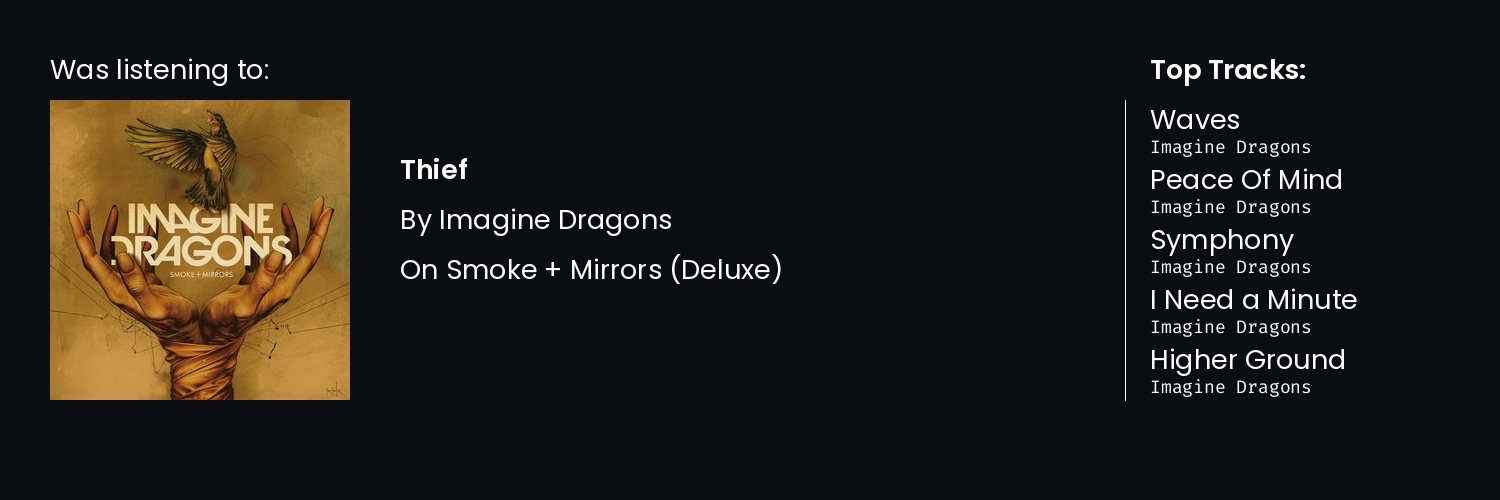 Was listening to:
IMAGINE
DRAGONS
SMOKE + MIRRORS
Thief
By Imagine Dragons
On Smoke + Mirrors (Deluxe)
Top Tracks:
Waves
Imagine Dragons
Peace Of Mind
Imagine Dragons
Symphony
Imagine Dragons
I Need a Minute
Imagine Dragons
Higher Ground
Imagine Dragons